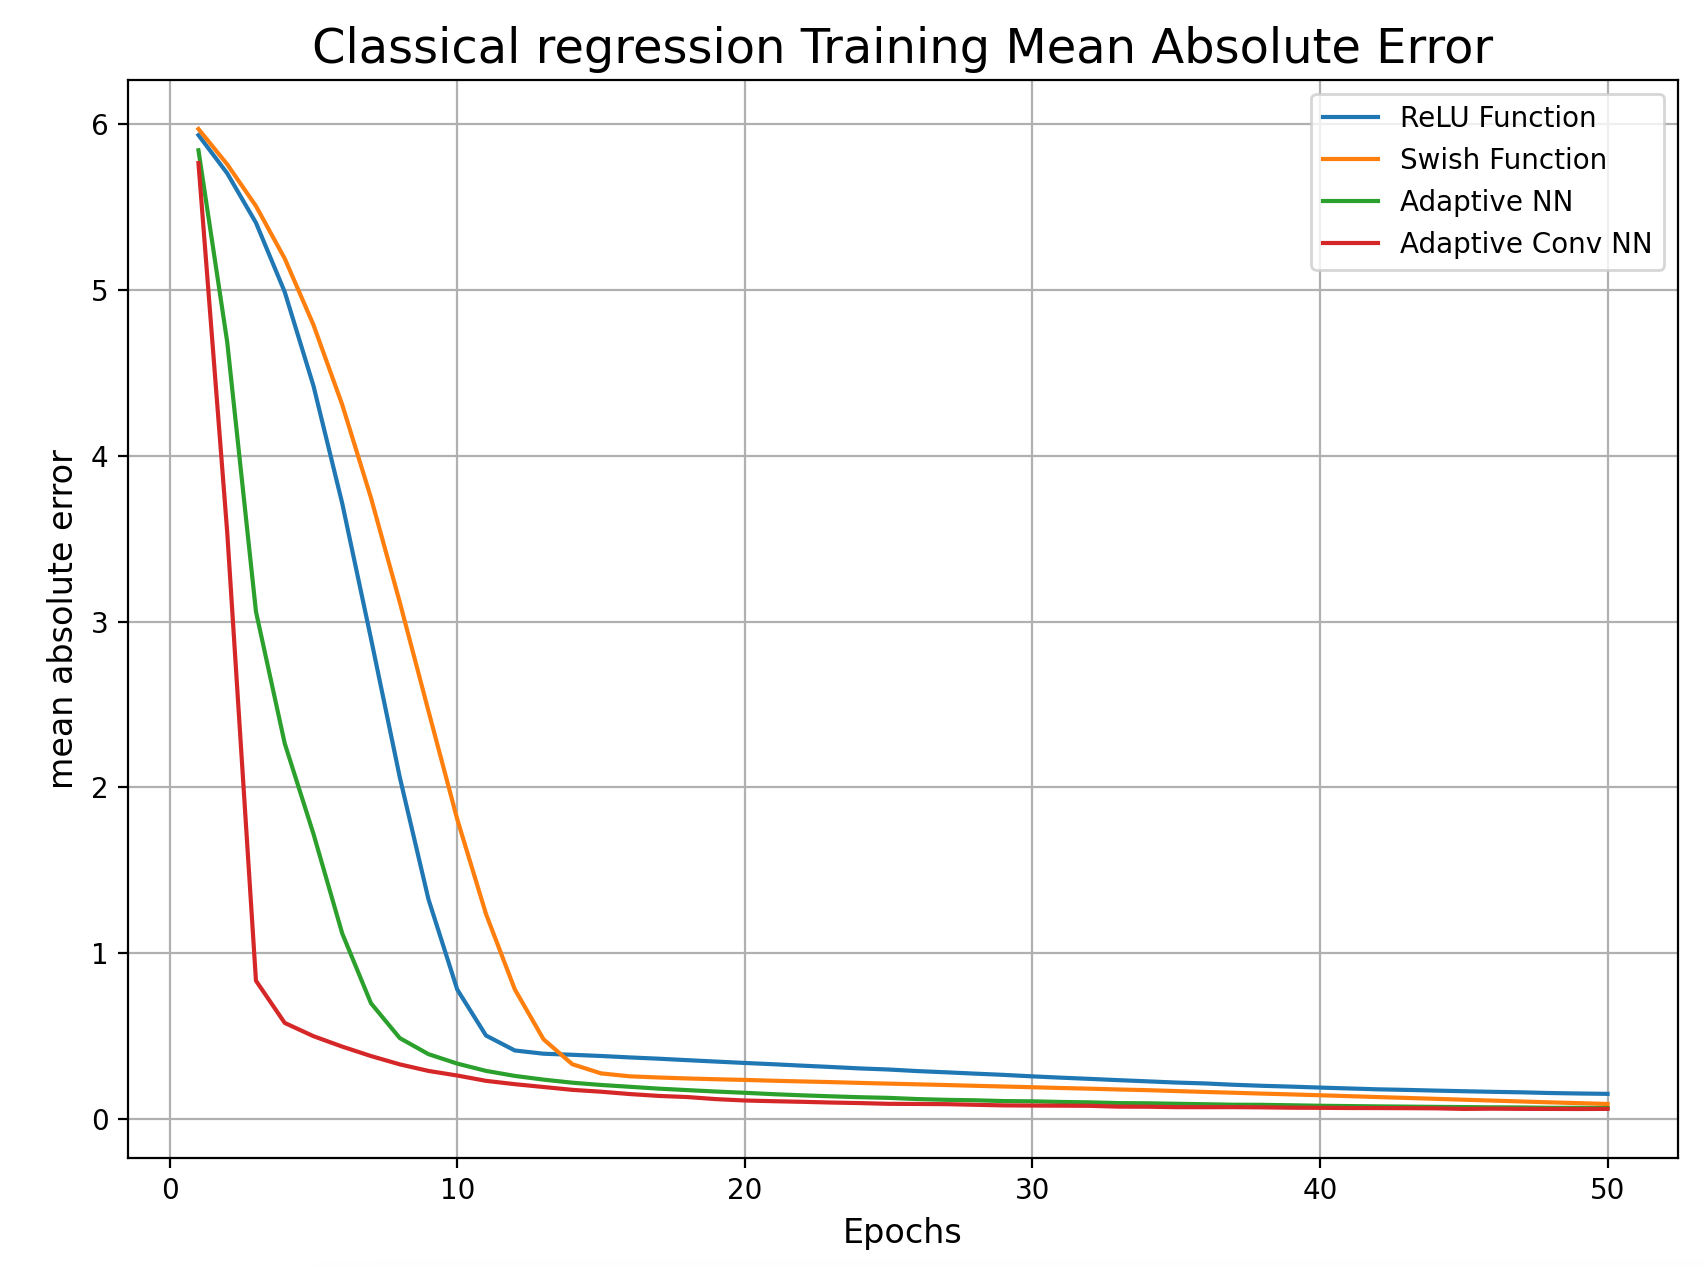 Classical regression Training Mean Absolute Error
6
5
4
3
2
1
0
mean absolute error
ReLU Function
Swish Function
Adaptive NN
Adaptive Conv NN
0 10 20 30 40 50
Epochs